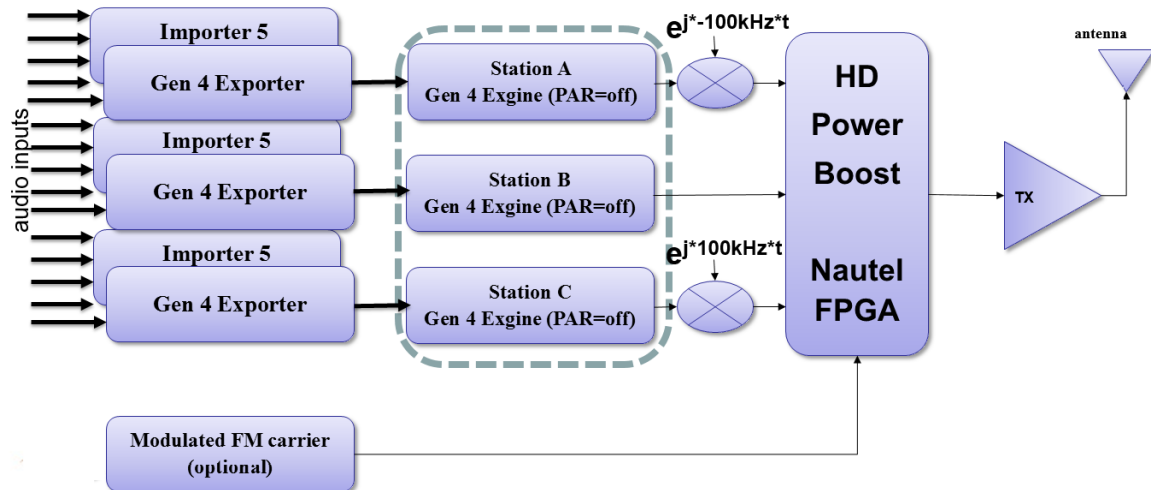 audio inputs
Importer 5
Gen 4 Exporter
Importer 5
Gen 4 Exporter
Importer 5
Gen 4 Exporter
Station A
Gen 4 Exgine (PAR=off)
Station B
Gen 4 Exgine (PAR=off)
Station C
Gen 4 Exgine (PAR=off)
ej*-100kHz*t
ej*100kHz*t
HD
Power
Boost
Nautel
FPGA
TX
antenna
Modulated FM carrier
(optional)